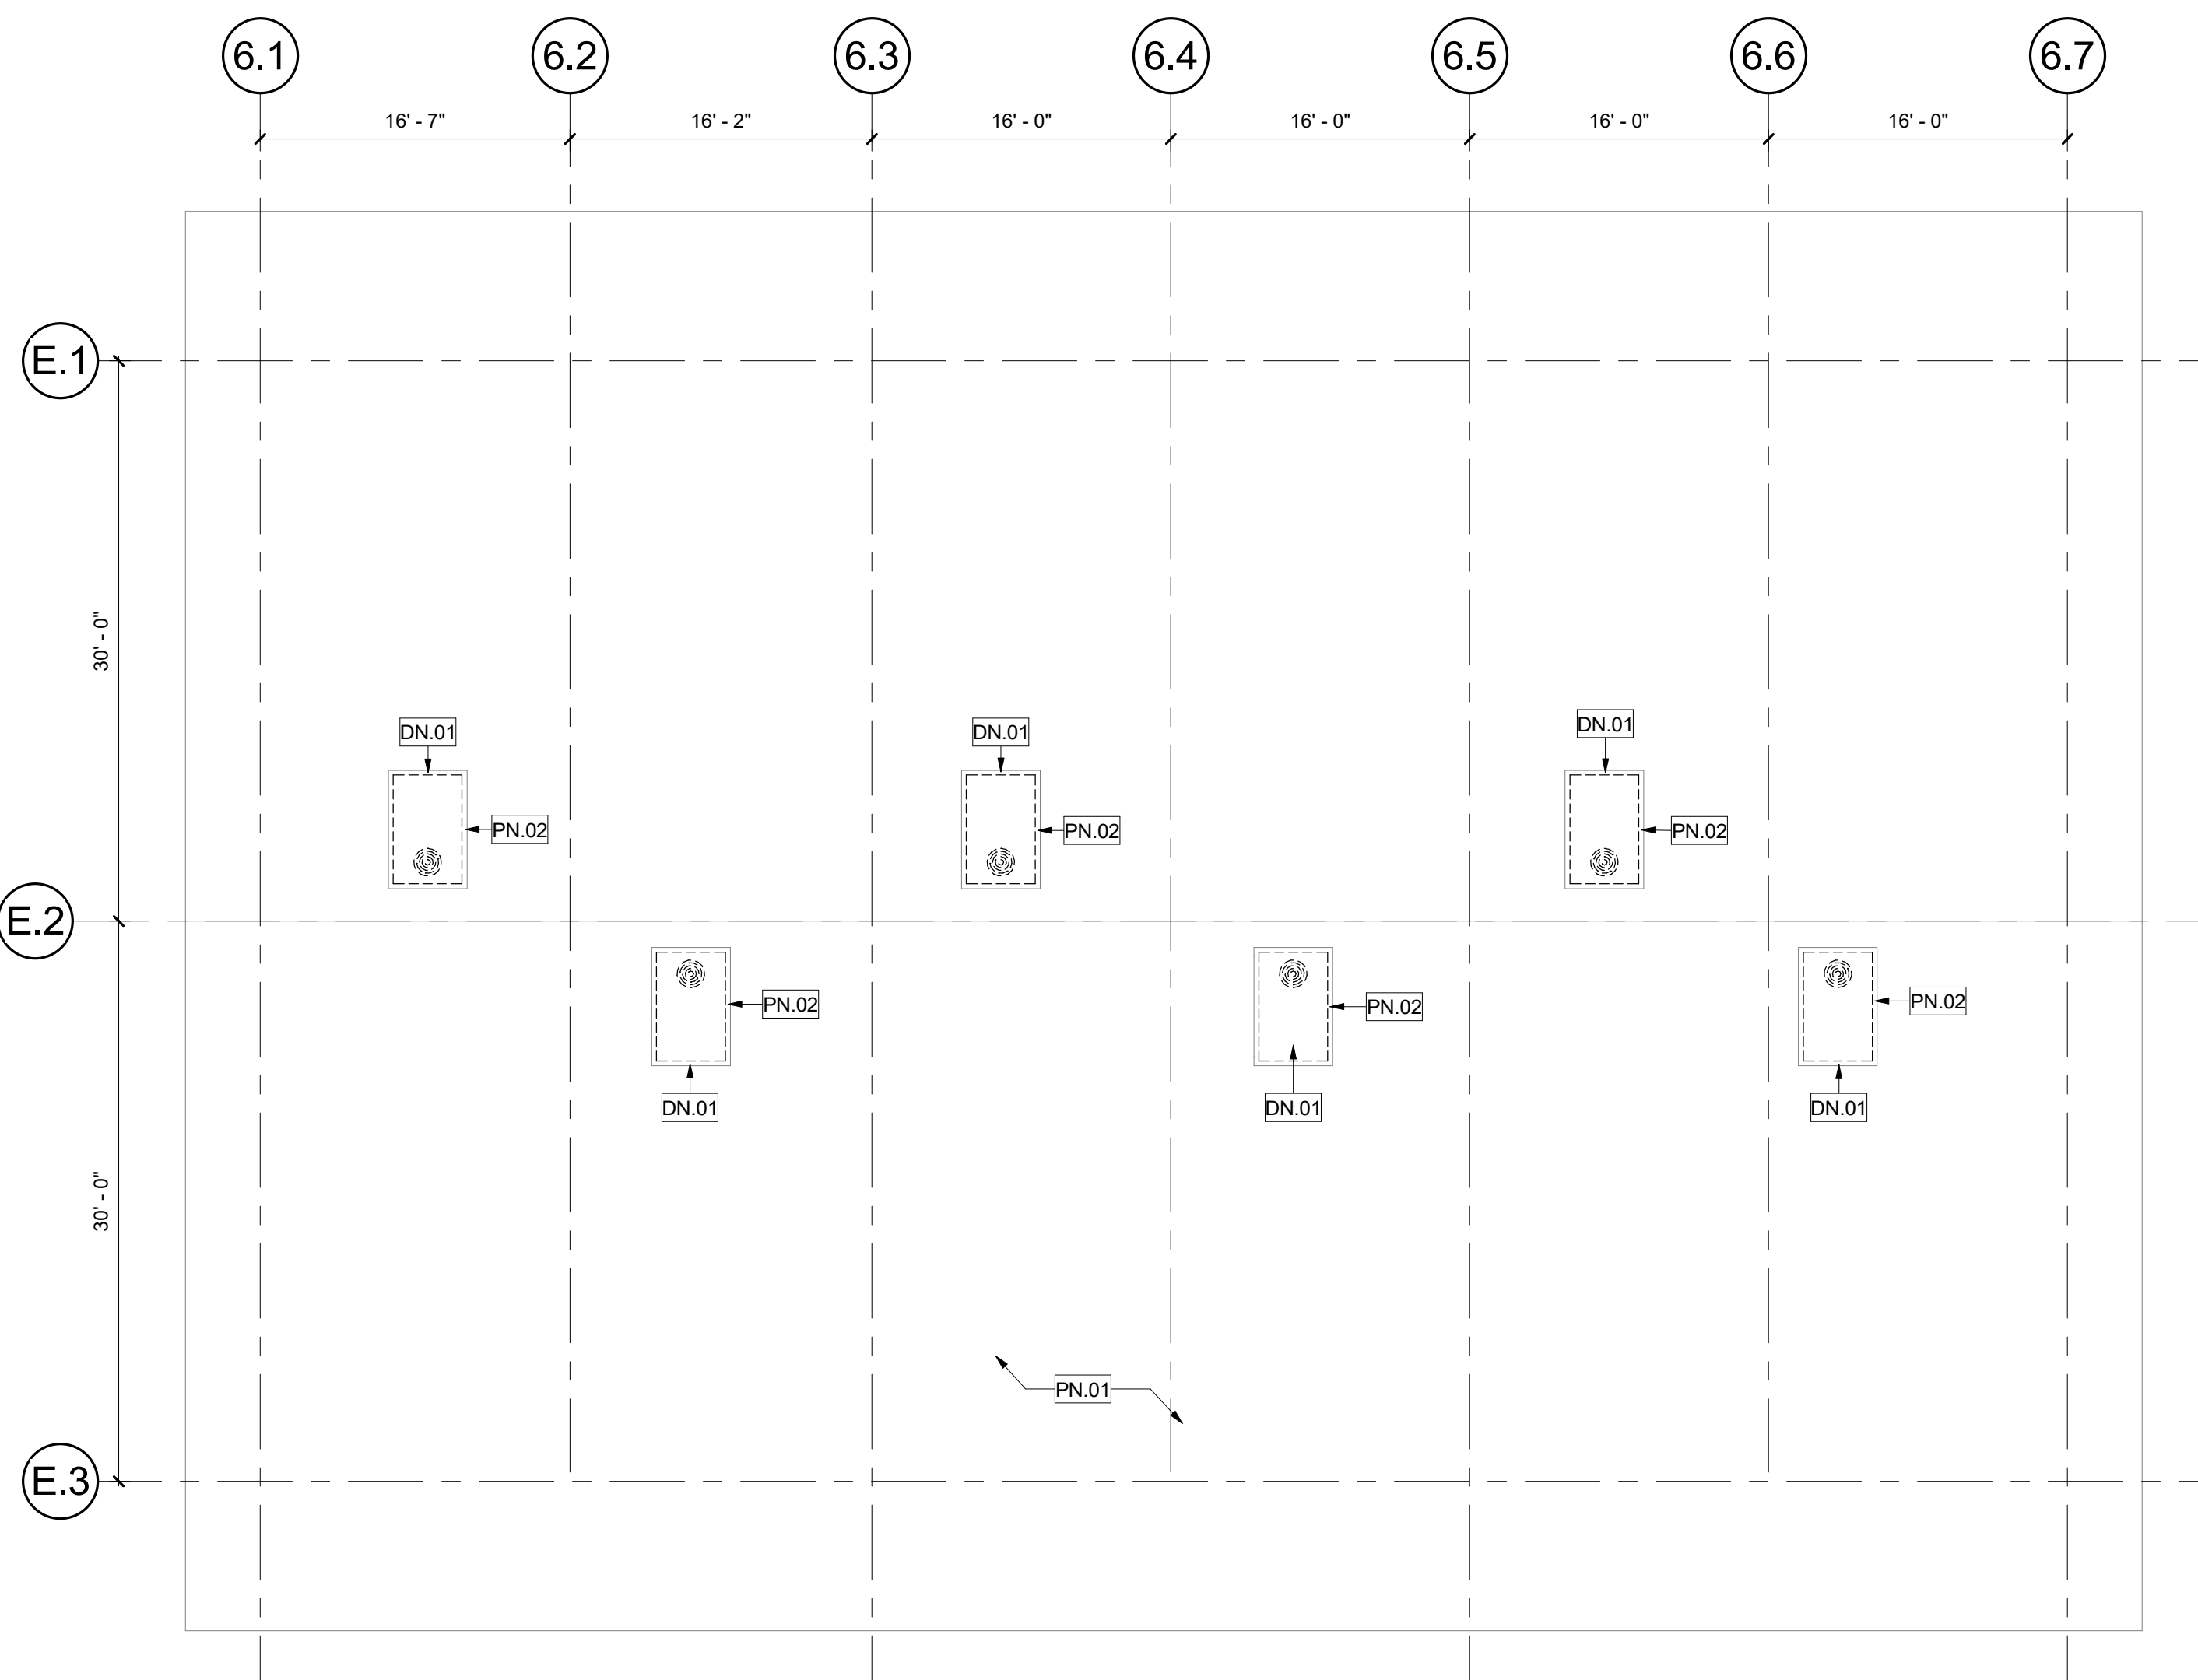 6.1
6.2
6.3
6.4
6.5
6.6
6.7
16' - 7"
16' - 2"
16' - 0"
16' - 0"
16' - 0"
16' - 0"
E.1
30' - 0"
DN.01
DN.01
DN.01
PN.02
PN.02
PN.02
E.2
PN.02
PN.02
PN.02
DN.01
DN.01
DN.01
30' - 0"
PN.01
E.3